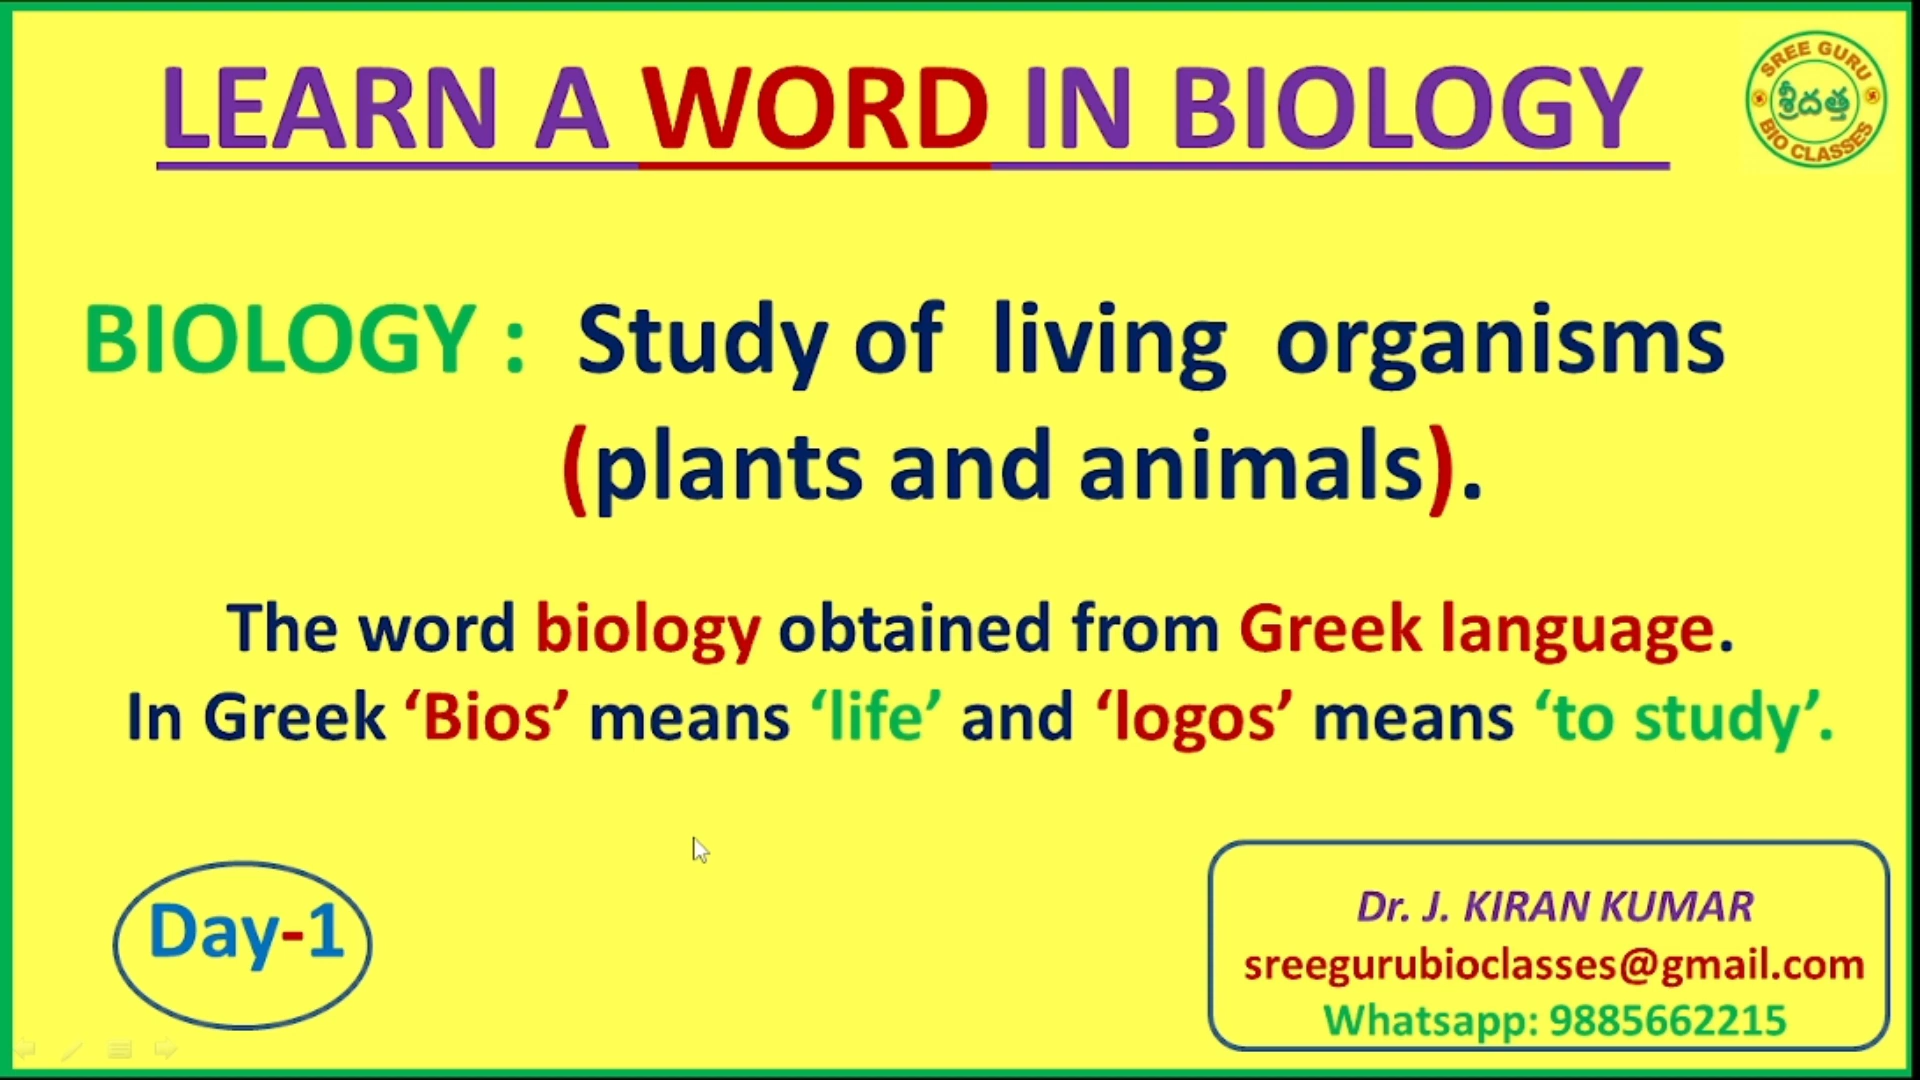 LEARN A WORD IN BIOLOGY
SREE GURU
శ్రీదత్త
BIO CLASSES
BIOLOGY : Study of living organisms
(plants and animals).
The word biology obtained from Greek language.
In Greek ‘Bios’ means ‘life’ and ‘logos’ means ‘to study’.
Day-1
Dr. J. KIRAN KUMAR
sreegurubioclasses@gmail.com
Whatsapp: 9885662215